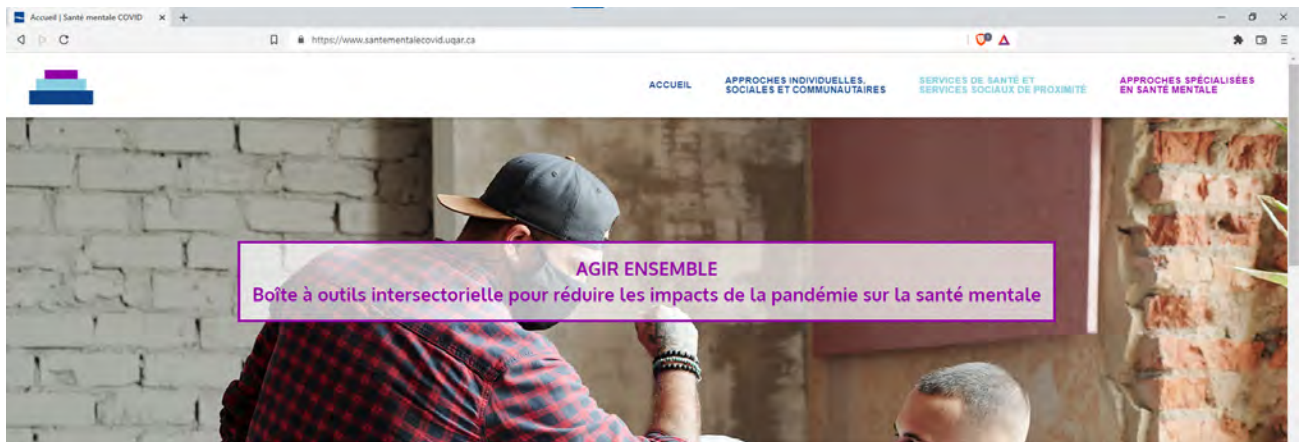 Accueil | Santé mentale COVID
https://www.santementalecovid.uqar.ca
ACCUEIL
APPROCHES INDIVIDUELLES,
SOCIALES ET COMMUNAUTAIRES
SERVICES DE SANTÉ ET
SERVICES SOCIAUX DE PROXIMITÉ
APPROCHES SPÉCIALISÉES
EN SANTÉ MENTALE
AGIR ENSEMBLE
Boîte à outils intersectorielle pour réduire les impacts de la pandémie sur la santé mentale